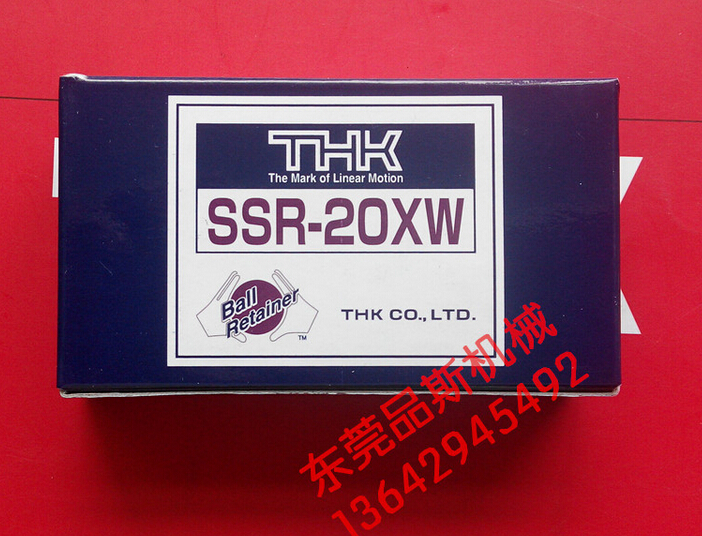 THK
The Mark of Linear Motion
SSR-20XW
Ball
Retainer
TM
THK CO., LTD.
东莞品斯机械
13642945492